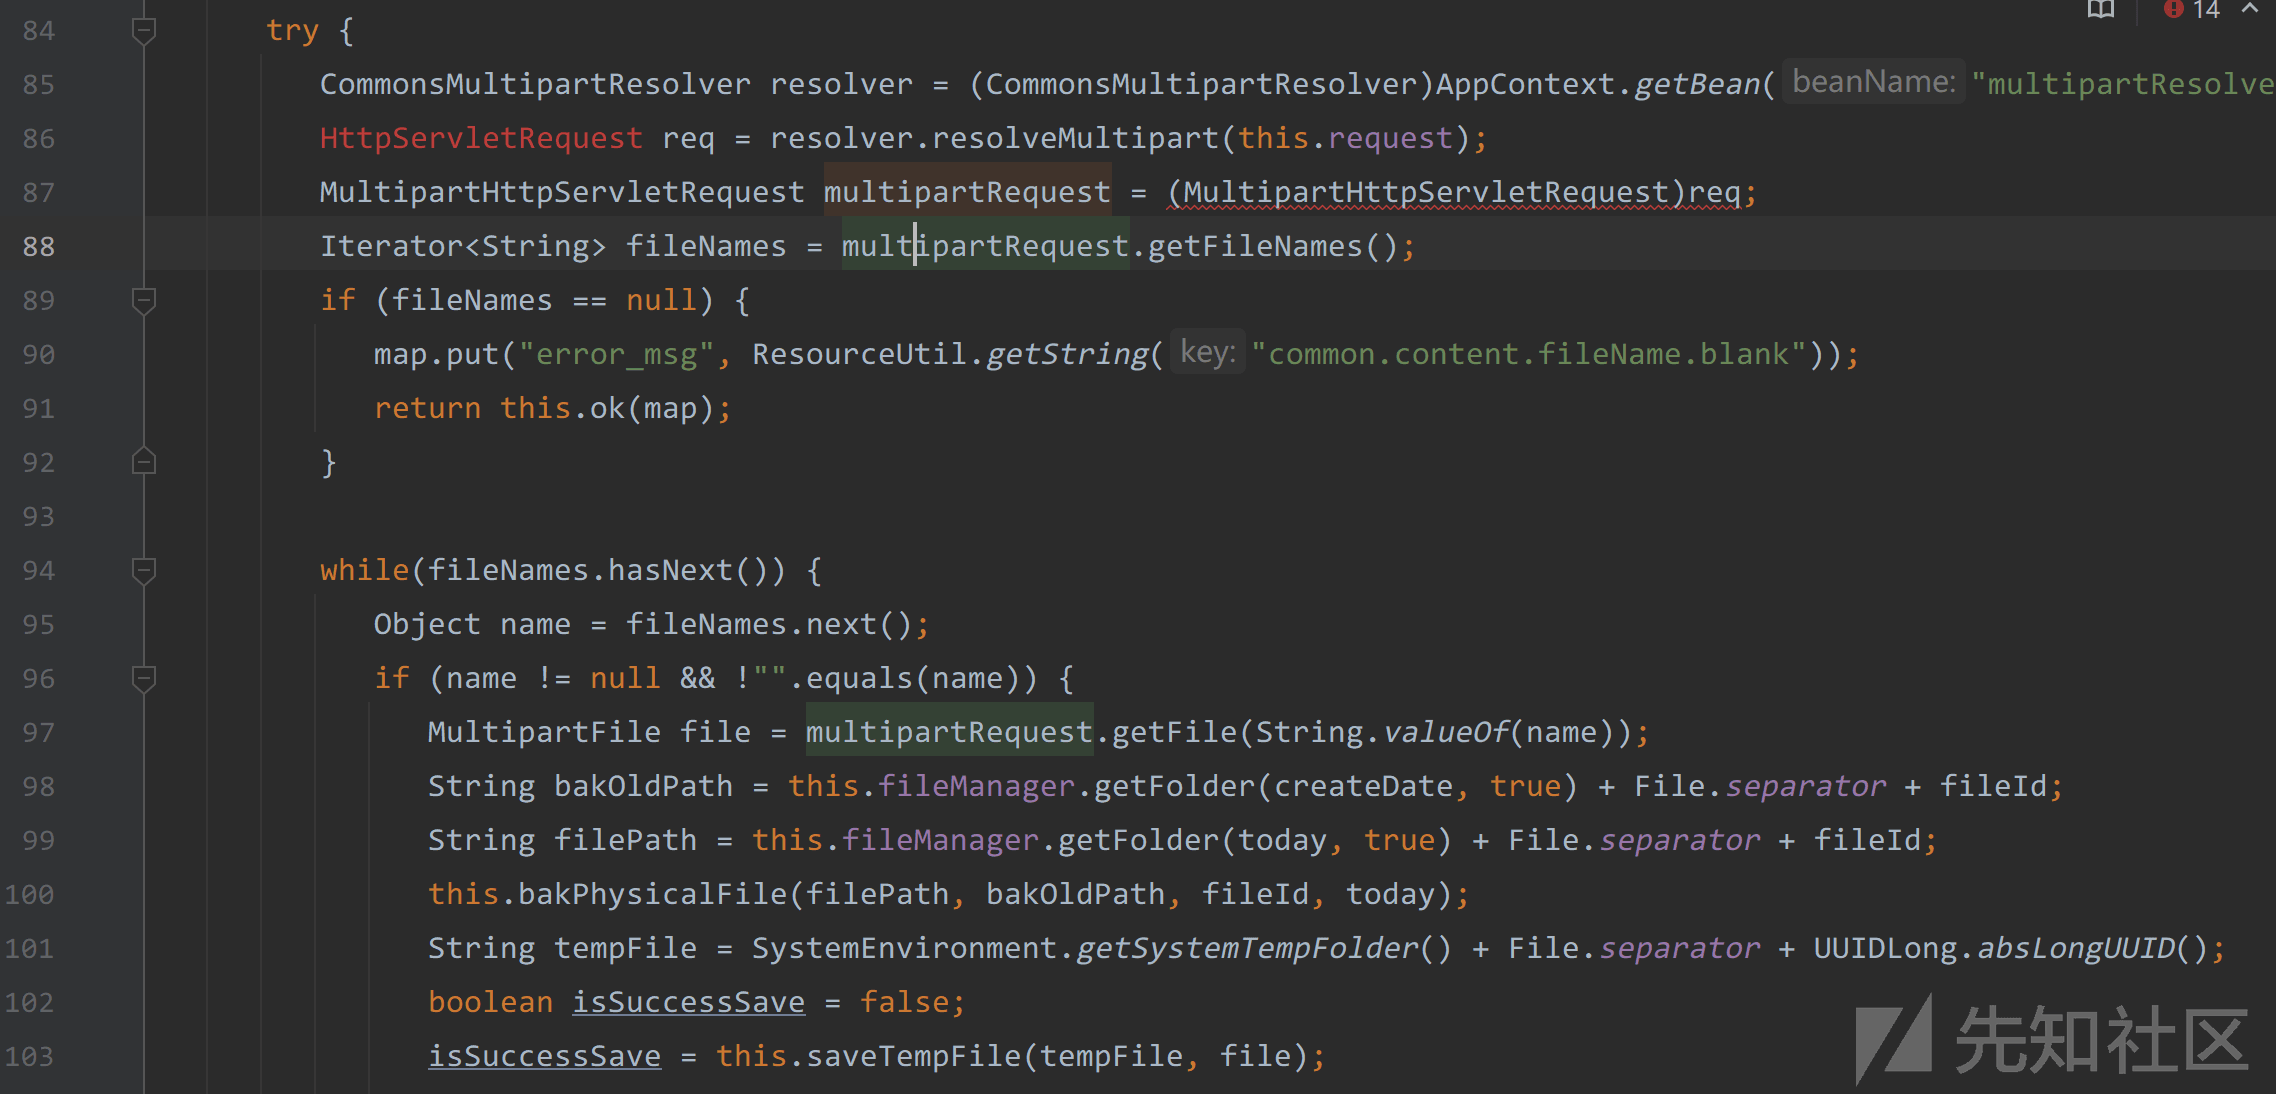 14
84 try {
85 CommonsMultipartResolver resolver = (CommonsMultipartResolver)AppContext.getBean( beanName: "multipartResolve
86 HttpServletRequest req = resolver.resolveMultipart(this.request);
87 MultipartHttpServletRequest multipartRequest = (MultipartHttpServletRequest)req;
88 Iterator<String> fileNames = multipartRequest.getFileNames();
89 if (fileNames == null) {
90 map.put("error_msg", ResourceUtil.getString( key: "common.content.fileName.blank"));
91 return this.ok(map);
92 }
93
94 while(fileNames.hasNext()) {
95 Object name = fileNames.next();
96 if (name != null && !"".equals(name)) {
97 MultipartFile file = multipartRequest.getFile(String.valueOf(name));
98 String bakOldPath = this.fileManager.getFolder(createDate, true) + File.separator + fileId;
99 String filePath = this.fileManager.getFolder(today, true) + File.separator + fileId;
100 this.bakPhysicalFile(filePath, bakOldPath, fileId, today);
101 String tempFile = SystemEnvironment.getSystemTempFolder() + File.separator + UUIDLong.absLongUUID();
102 boolean isSuccessSave = false;
103 isSuccessSave = this.saveTempFile(tempFile, file);
先知社区